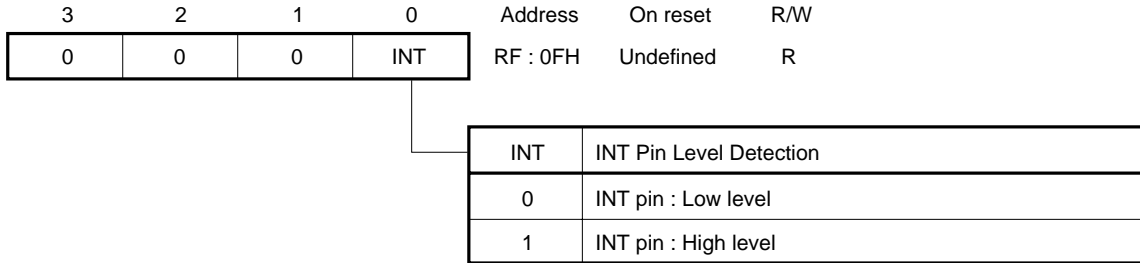 3 2 1 0 Address On reset R/W
0 0 0 INT RF : 0FH Undefined R
INT INT Pin Level Detection
0 INT pin : Low level
1 INT pin : High level